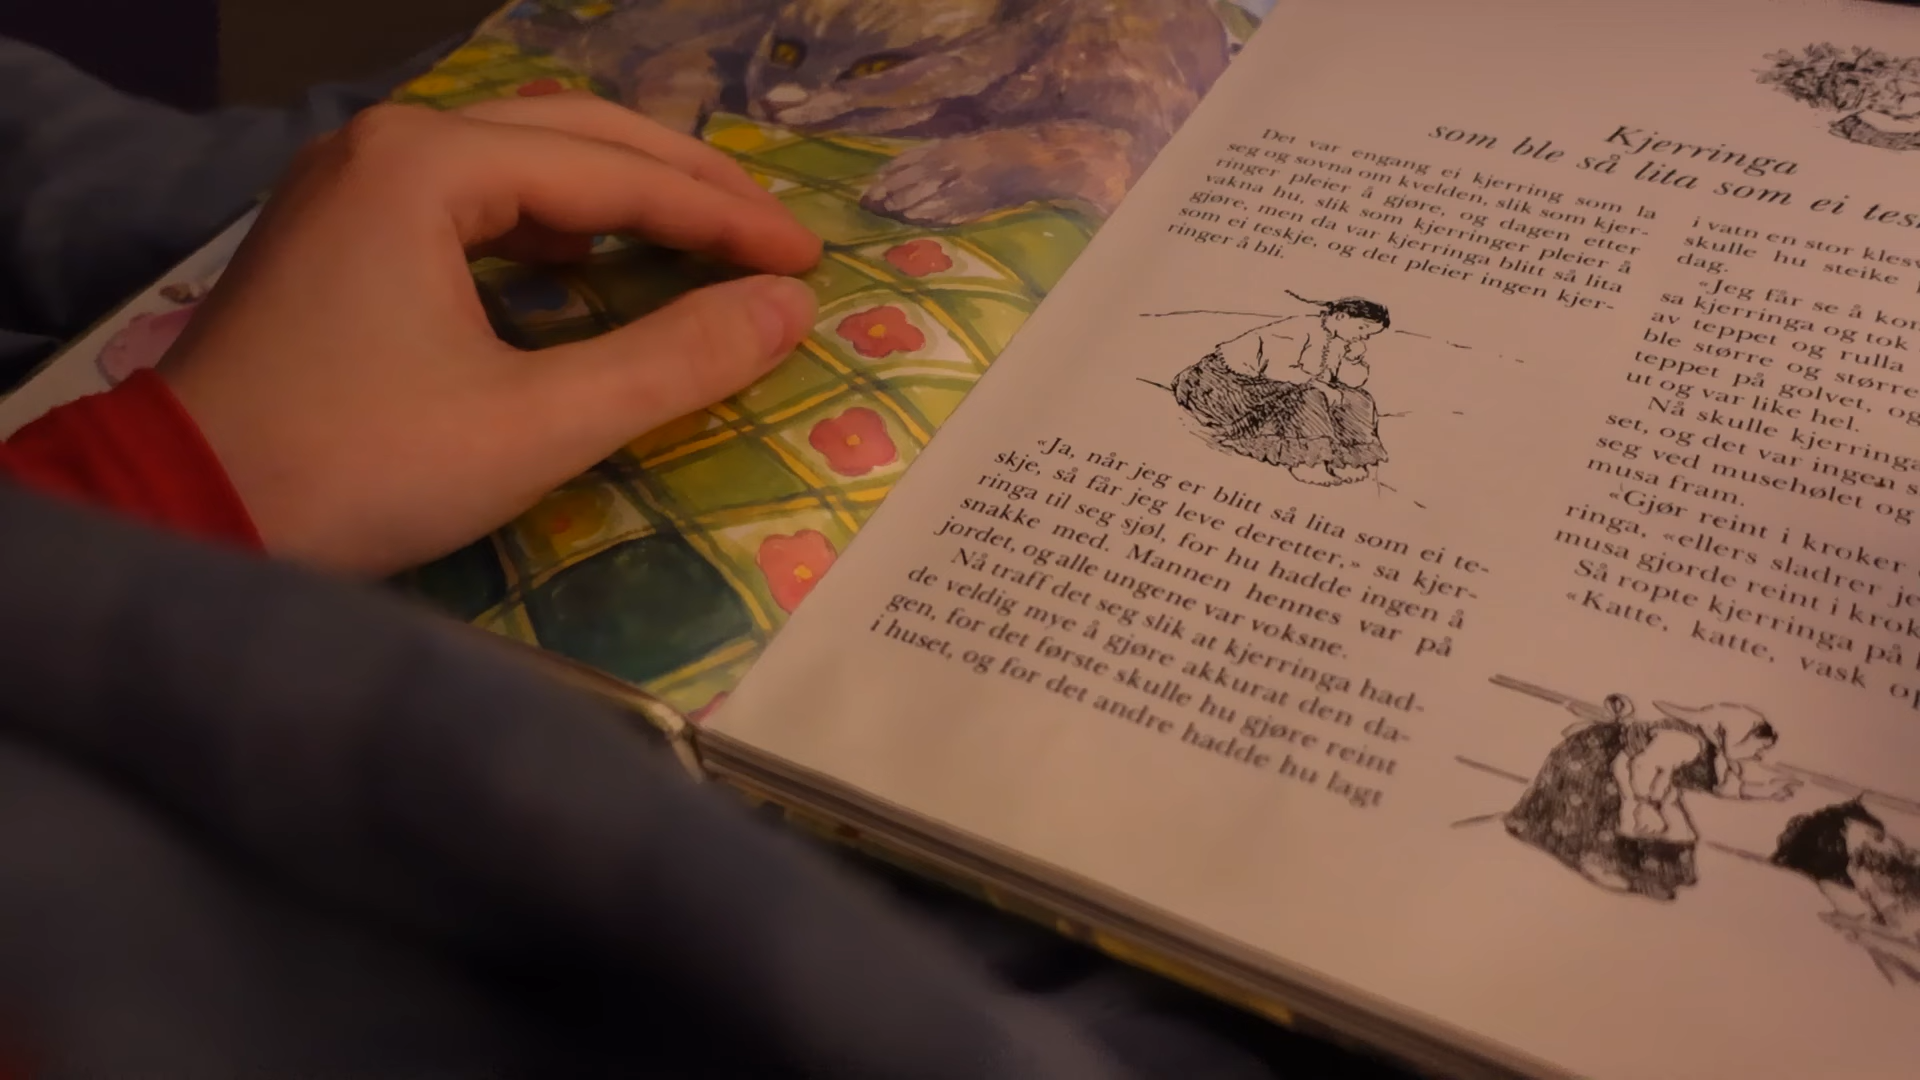 Kjerringa
som ble så lita som ei
Det var engang ei kjerring som la
seg og sovna om kvelden, slik som kjer-
ringer pleier å gjøre, og dagen etter
vakna hu, slik som kjerringer pleier å
gjøre, men da var kjerringa blitt så lita
som ei teskje, og det pleier ingen kjer-
ringer å bli.
«Ja, når jeg er blitt så lita som ei te-
skje, så får jeg leve deretter,» sa kjer-
ringa til seg sjøl, for hu hadde ingen å
snakke med. Mannen hennes var på
jordet, og alle ungene var voksne.
Nå traff det seg slik at kjerringa had-
de veldig mye å gjøre akkurat den da-
gen, for det første skulle hu gjøre reint
i huset, og for det andre hadde hu lagt
i vatn en stor
skulle hu steike
dag.
«Jeg får se å
sa kjerringa og tok
av teppet og rulla
ble større og større
teppet på golvet, og
ut og var like hel.
Nå skulle kjerringa
set, og det var ingen
seg ved musehølet og
musa fram.
«Gjør reint i kroker
ringa, «ellers sladrer
musa gjorde reint i
Så ropte kjerringa på
«Katte, katte, vask